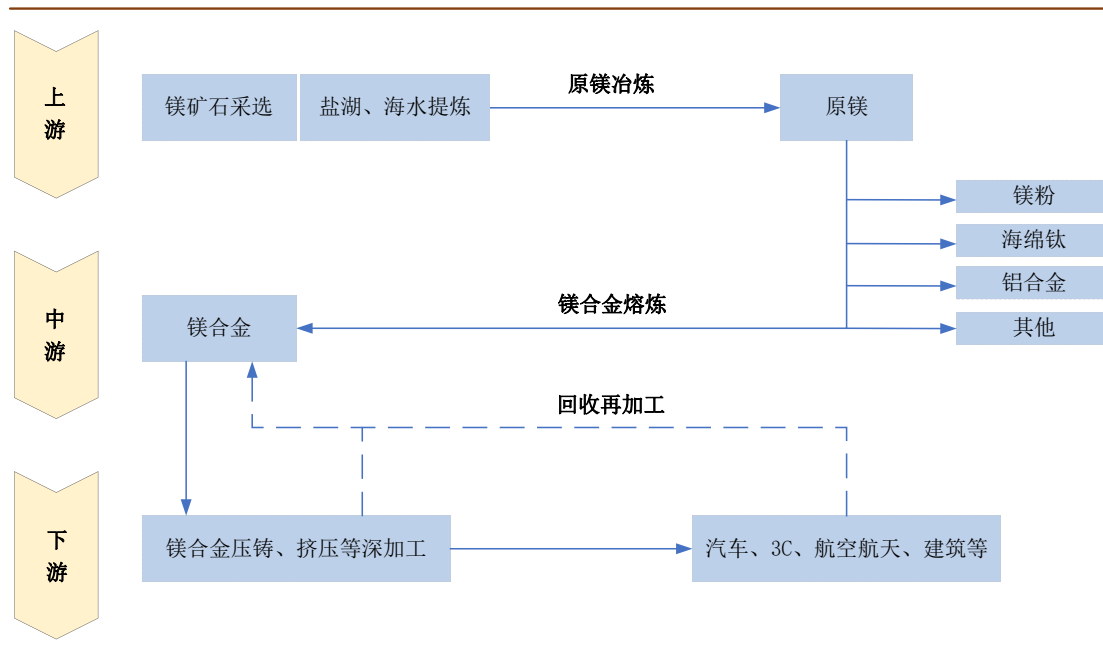 上游
镁矿石采选
盐湖、海水提炼
原镁冶炼
原镁
镁粉
海绵钛
铝合金
其他
中游
镁合金
镁合金熔炼
回收再加工
下游
镁合金压铸、挤压等深加工
汽车、3C、航空航天、建筑等